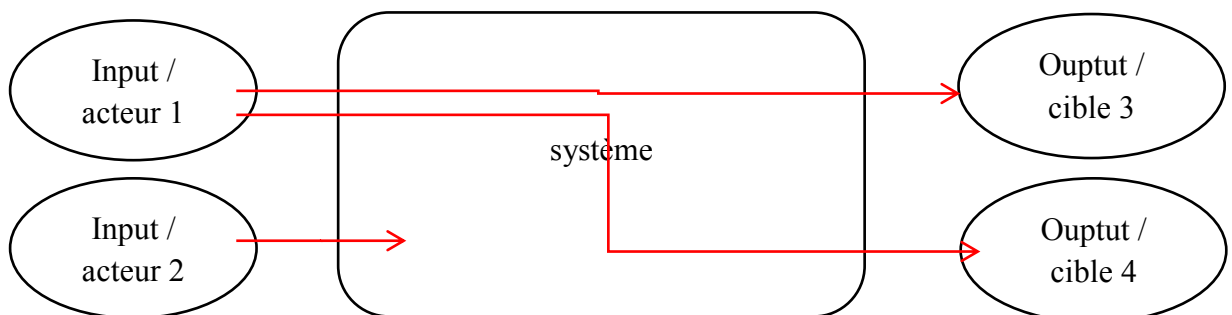 Input /
acteur 1
Ouptut /
cible 3
système
Input /
acteur 2
Ouptut /
cible 4